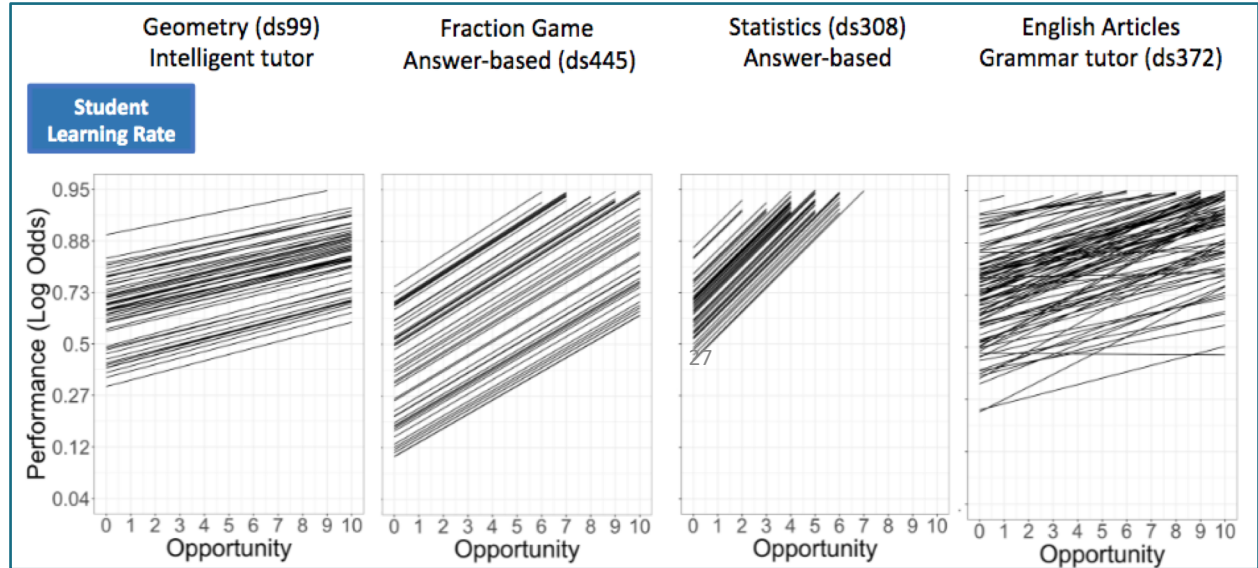 Geometry (ds99)
Intelligent tutor
Fraction Game
Answer-based (ds445)
Statistics (ds308)
Answer-based
English Articles
Grammar tutor (ds372)
Student
Learning Rate
Performance (Log Odds)
0.95
0.88
0.73
0.5
0.27
0.12
0.04
27
0 1 2 3 4 5 6 7 8 9 10
Opportunity
0 1 2 3 4 5 6 7 8 9 10
Opportunity
0 1 2 3 4 5 6 7 8 9 10
Opportunity
0 1 2 3 4 5 6 7 8 9 10
Opportunity